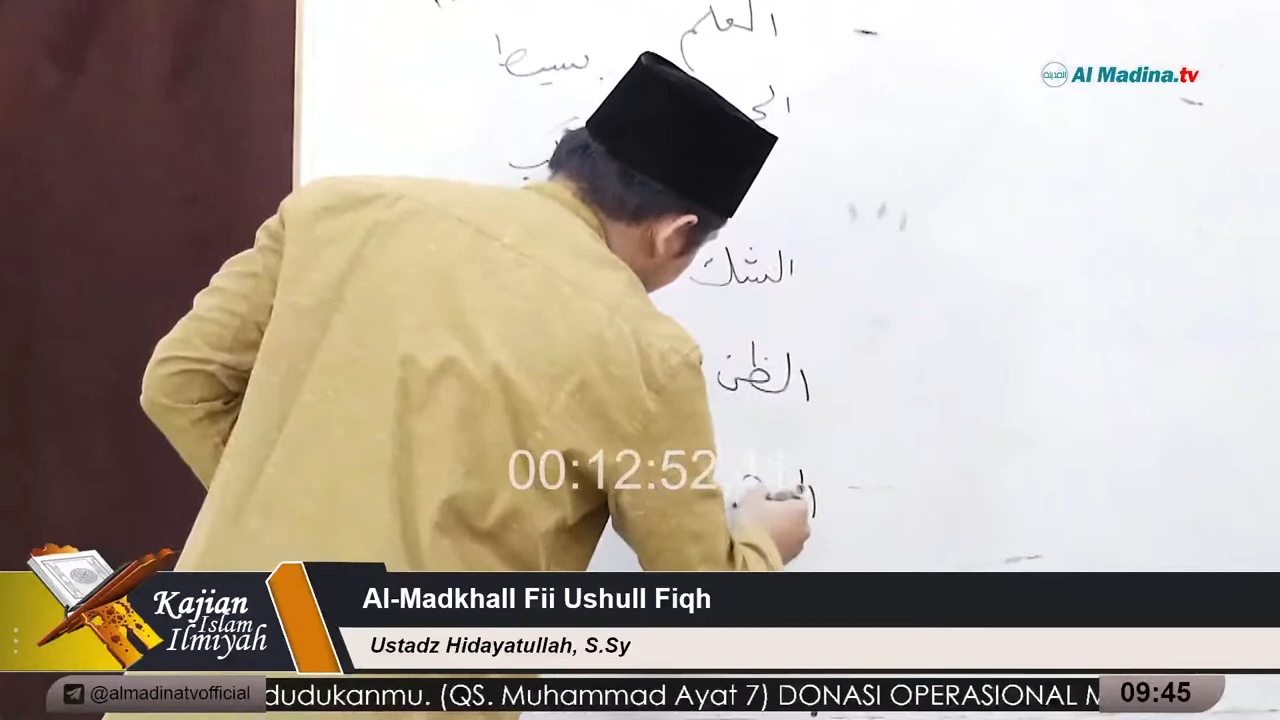 العلم
بسيط
الشك
الظن
المدينة Al Madina.tv
00:12:52
Kajian
Islam
Ilmiyah
Al-Madkhall Fii Ushull Fiqh
Ustadz Hidayatullah, S.Sy
@almadinatvofficial
dudukanmu. (QS. Muhammad Ayat 7) DONASI OPERASIONAL M
09:45